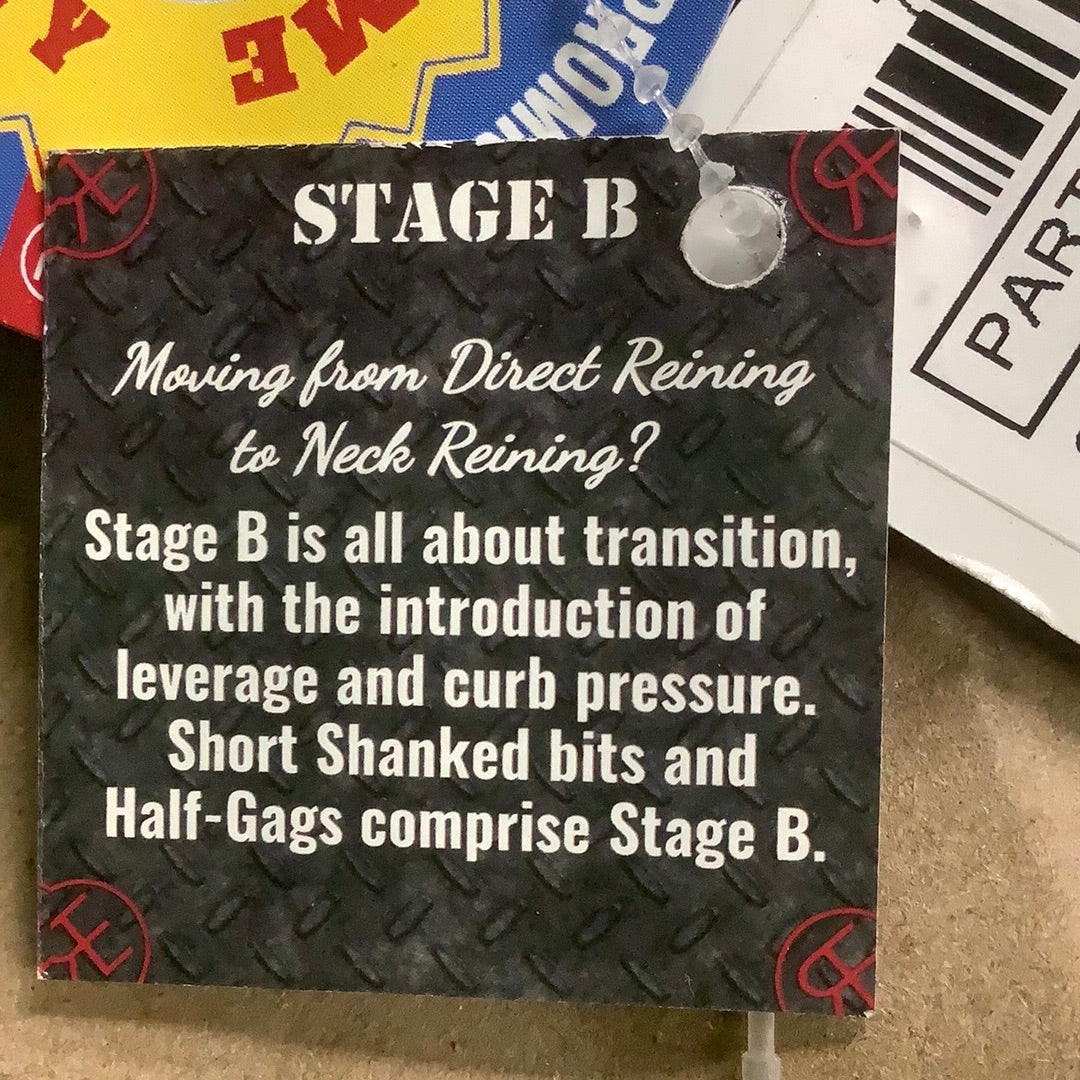 ME
STAGE B
Moving from Direct Reining
to Neck Reining?
Stage B is all about transition,
with the introduction of
leverage and curb pressure.
Short Shanked bits and
Half-Gags comprise Stage B.
PART